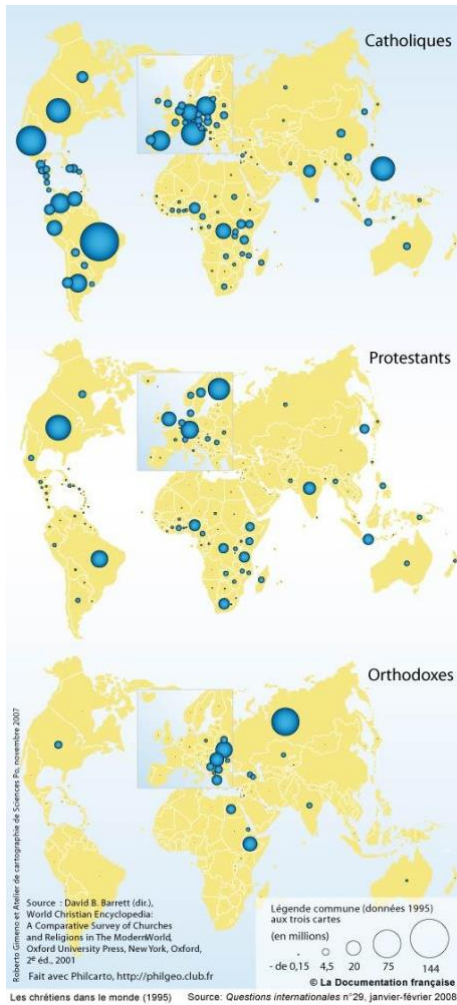 Catholiques
Protestants
Orthodoxes
Roberto Gimeno et Atelier de cartographie de Sciences Po, novembre 2007
Source : David B. Barrett (dir.),
World Christian Encyclopedia:
A Comparative Survey of Churches
and Religions in The ModernWorld,
Oxford University Press, New York, Oxford,
2e éd., 2001
Fait avec Philcarto, http://philgeo.club.fr
Légende commune (données 1995)
aux trois cartes
(en millions)
- de 0,15 4,5 20 75 144
© La Documentation française
Les chrétiens dans le monde (1995) Source: Questions internationales n°29, janvier-février 2008